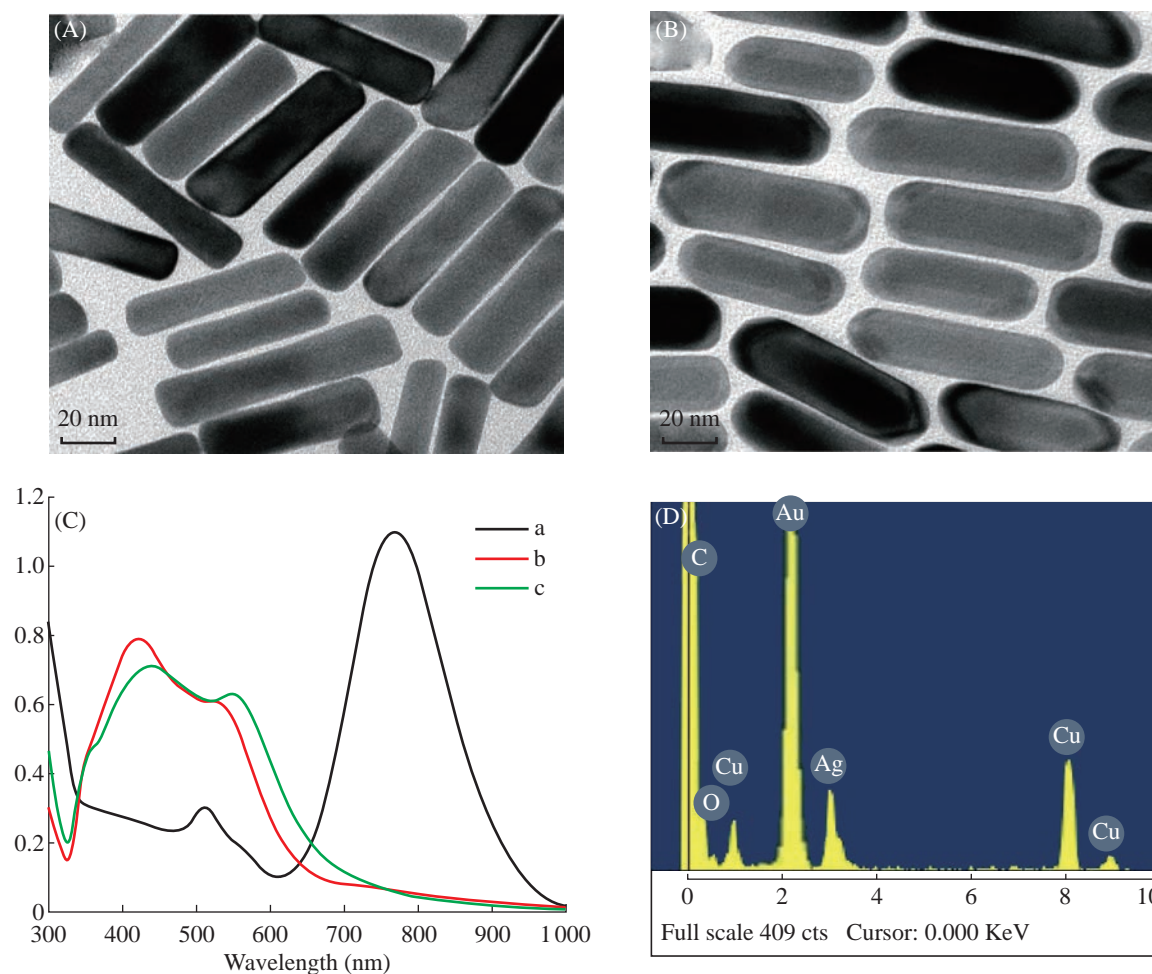 (A)
20 nm
(B)
20 nm
(C)
1.2
1.0
0.8
0.6
0.4
0.2
0
300
400
500
600
700
800
900
1 000
Wavelength (nm)
a
b
c
(D)
C
O
Cu
Au
Ag
Cu
Cu
0
2
4
6
8
10
Full scale 409 cts Cursor: 0.000 KeV